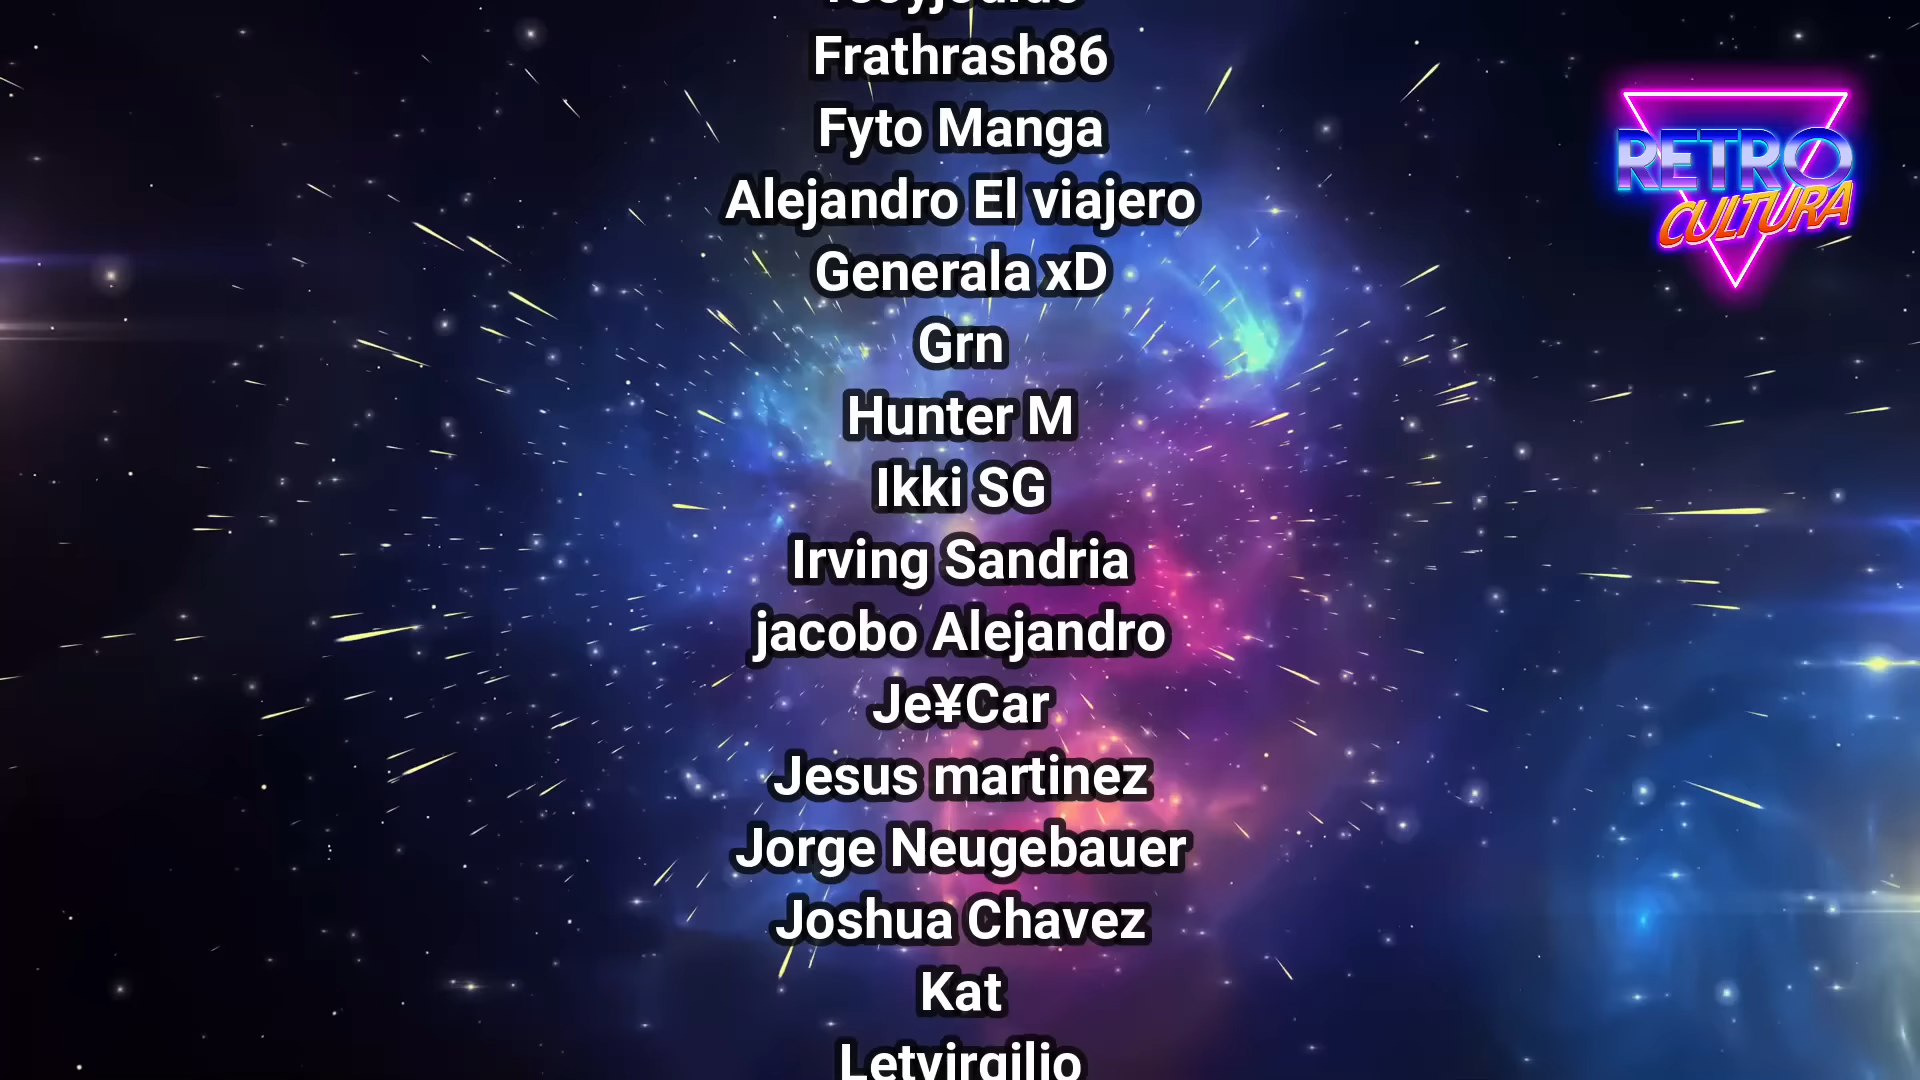 Frathrash86
Fyto Manga
Alejandro El viajero
Generala xD
Grn
Hunter M
Ikki SG
Irving Sandria
jacobo Alejandro
Je¥Car
Jesus martinez
Jorge Neugebauer
Joshua Chavez
Kat
Letvirgilio
RETRO
CULTURA